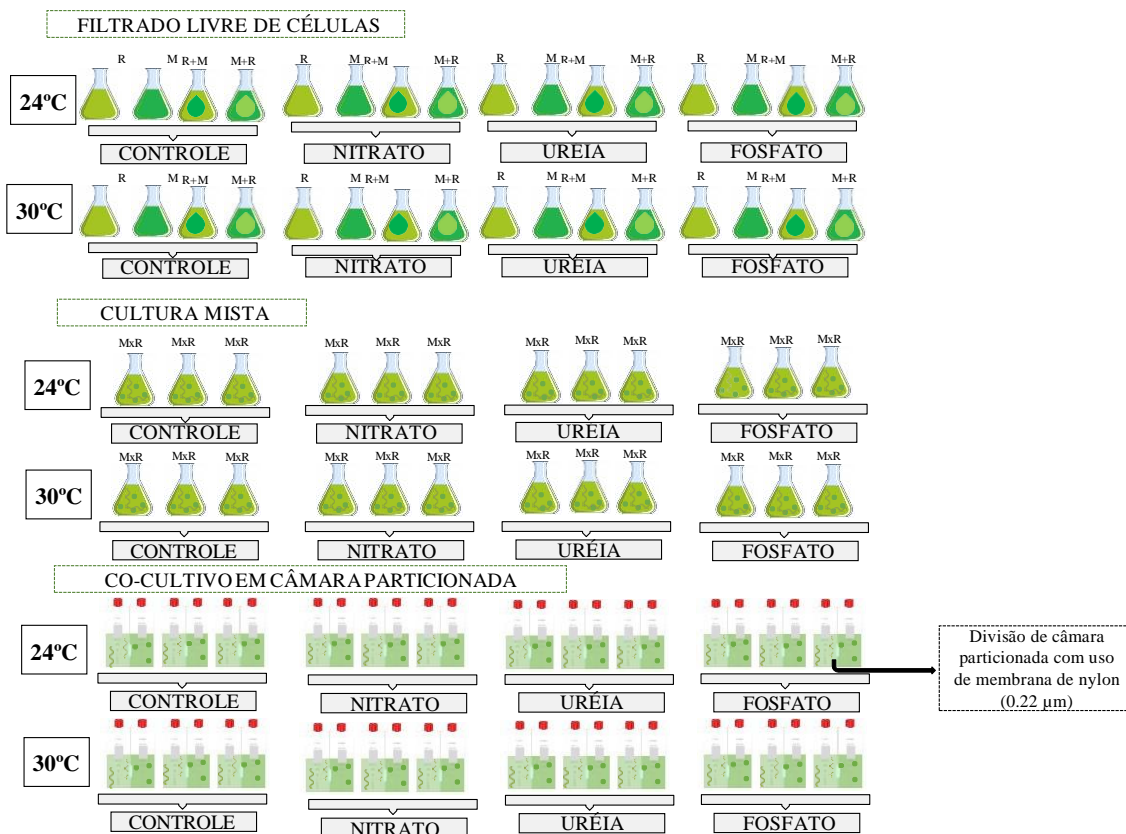 FILTRADO LIVRE DE CÉLULAS
R M R+M M+R R M R+M M+R R M R+M M+R R M R+M M+R
24ºC
CONTROLE NITRATO URÉIA FOSFATO
R M R+M M+R R M R+M M+R R M R+M M+R R M R+M M+R
30ºC
CONTROLE NITRATO URÉIA FOSFATO
CULTURA MISTA
MxR MxR MxR MxR MxR MxR MxR MxR MxR MxR MxR MxR
24ºC
CONTROLE NITRATO URÉIA FOSFATO
MxR MxR MxR MxR MxR MxR MxR MxR MxR MxR MxR MxR
30ºC
CONTROLE NITRATO URÉIA FOSFATO
CO-CULTIVO EM CÂMARA PARTICIONADA
24ºC
CONTROLE NITRATO URÉIA FOSFATO
Divisão de câmara
particionada com uso
de membrana de nylon
(0.22 µm)
30ºC
CONTROLE NITRATO URÉIA FOSFATO